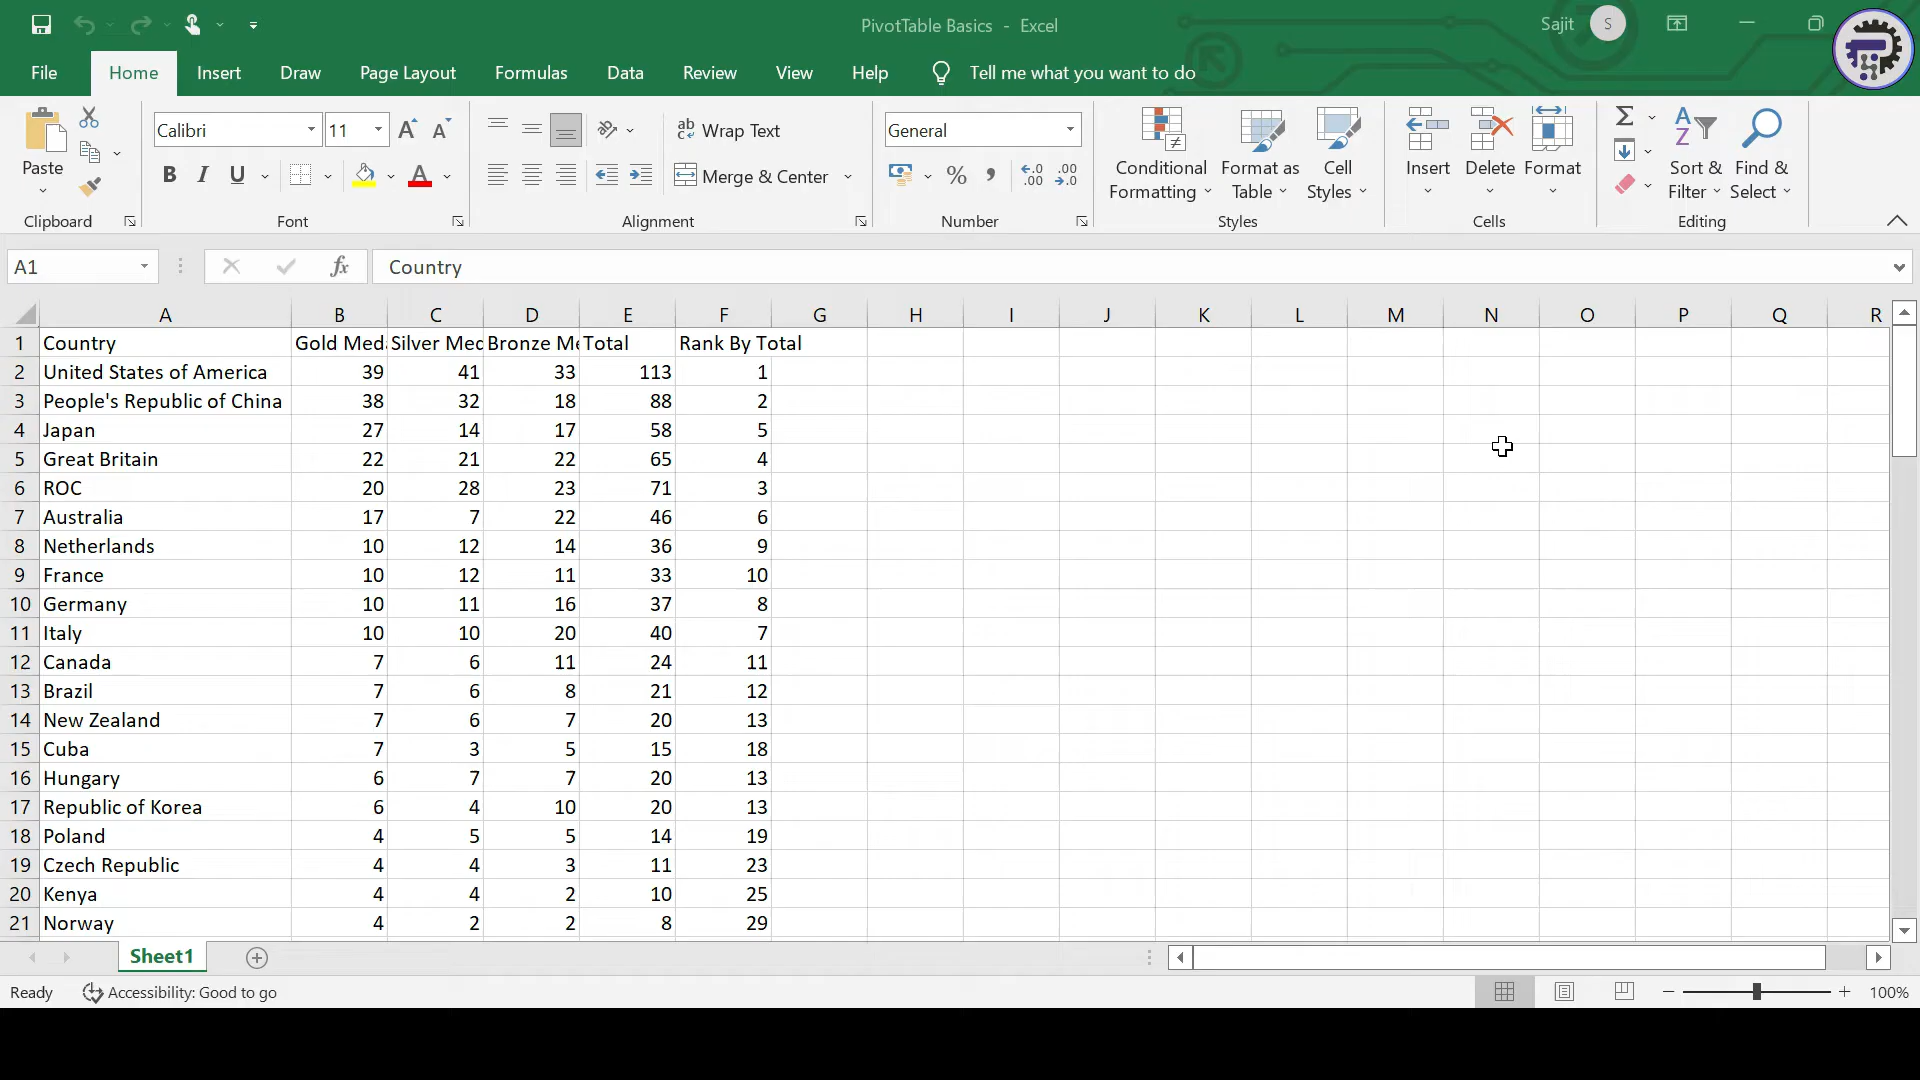 PivotTable Basics - Excel
Sajit S
File Home Insert Draw Page Layout Formulas Data Review View Help Tell me what you want to do
Paste
Clipboard
Calibri 11
B I U
Font
Wrap Text
Merge & Center
Alignment
General
Number
Conditional Formatting
Format as Table
Cell Styles
Styles
Insert Delete Format
Cells
Sort & Filter
Find & Select
Editing
A1 fx Country
A B C D E F G H I J K L M N O P Q R
1 Country Gold Meda Silver Med Bronze Me Total Rank By Total
2 United States of America 39 41 33 113 1
3 People's Republic of China 38 32 18 88 2
4 Japan 27 14 17 58 5
5 Great Britain 22 21 22 65 4
6 ROC 20 28 23 71 3
7 Australia 17 7 22 46 6
8 Netherlands 10 12 14 36 9
9 France 10 12 11 33 10
10 Germany 10 11 16 37 8
11 Italy 10 10 20 40 7
12 Canada 7 6 11 24 11
13 Brazil 7 6 8 21 12
14 New Zealand 7 6 7 20 13
15 Cuba 7 3 5 15 18
16 Hungary 6 7 7 20 13
17 Republic of Korea 6 4 10 20 13
18 Poland 4 5 5 14 19
19 Czech Republic 4 4 3 11 23
20 Kenya 4 4 2 10 25
21 Norway 4 2 2 8 29
Sheet1
Ready Accessibility: Good to go 100%